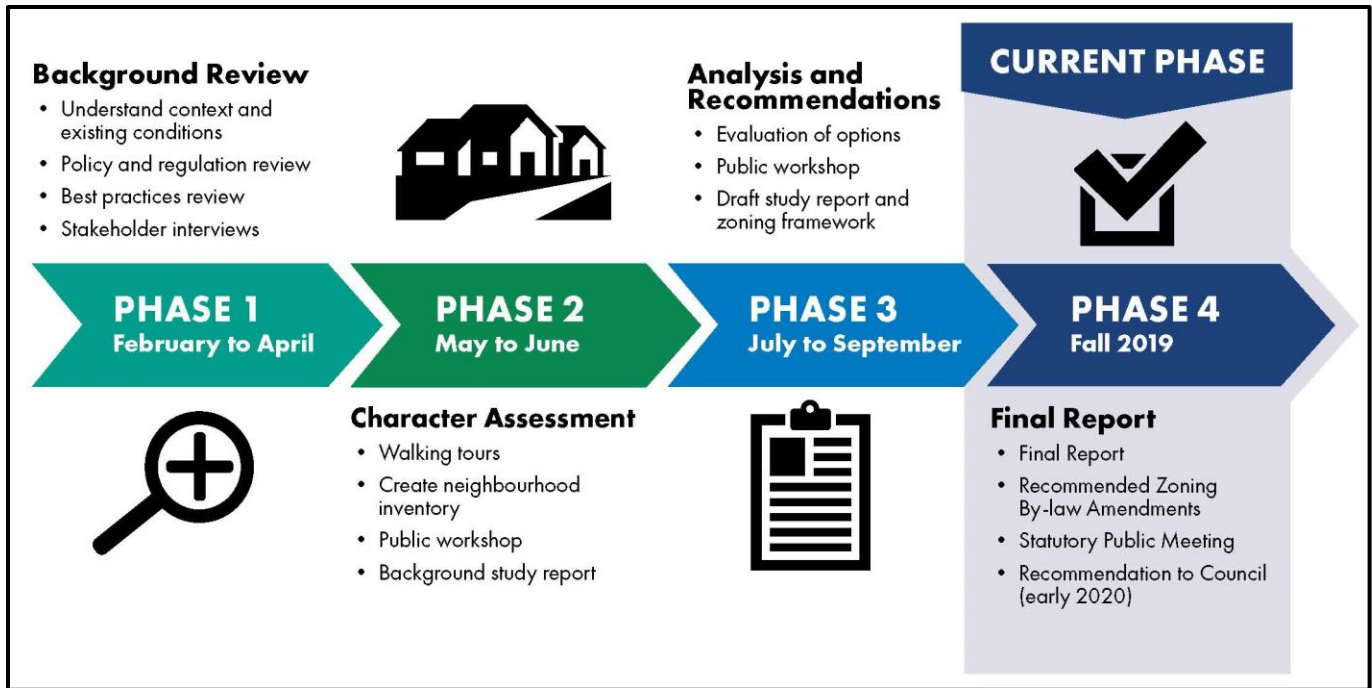 Background Review
• Understand context and
existing conditions
• Policy and regulation review
• Best practices review
• Stakeholder interviews
Analysis and
Recommendations
• Evaluation of options
• Public workshop
• Draft study report and
zoning framework
CURRENT PHASE
PHASE 1
February to April
PHASE 2
May to June
PHASE 3
July to September
PHASE 4
Fall 2019
Character Assessment
• Walking tours
• Create neighbourhood
inventory
• Public workshop
• Background study report
Final Report
• Final Report
• Recommended Zoning
By-law Amendments
• Statutory Public Meeting
• Recommendation to Council
(early 2020)